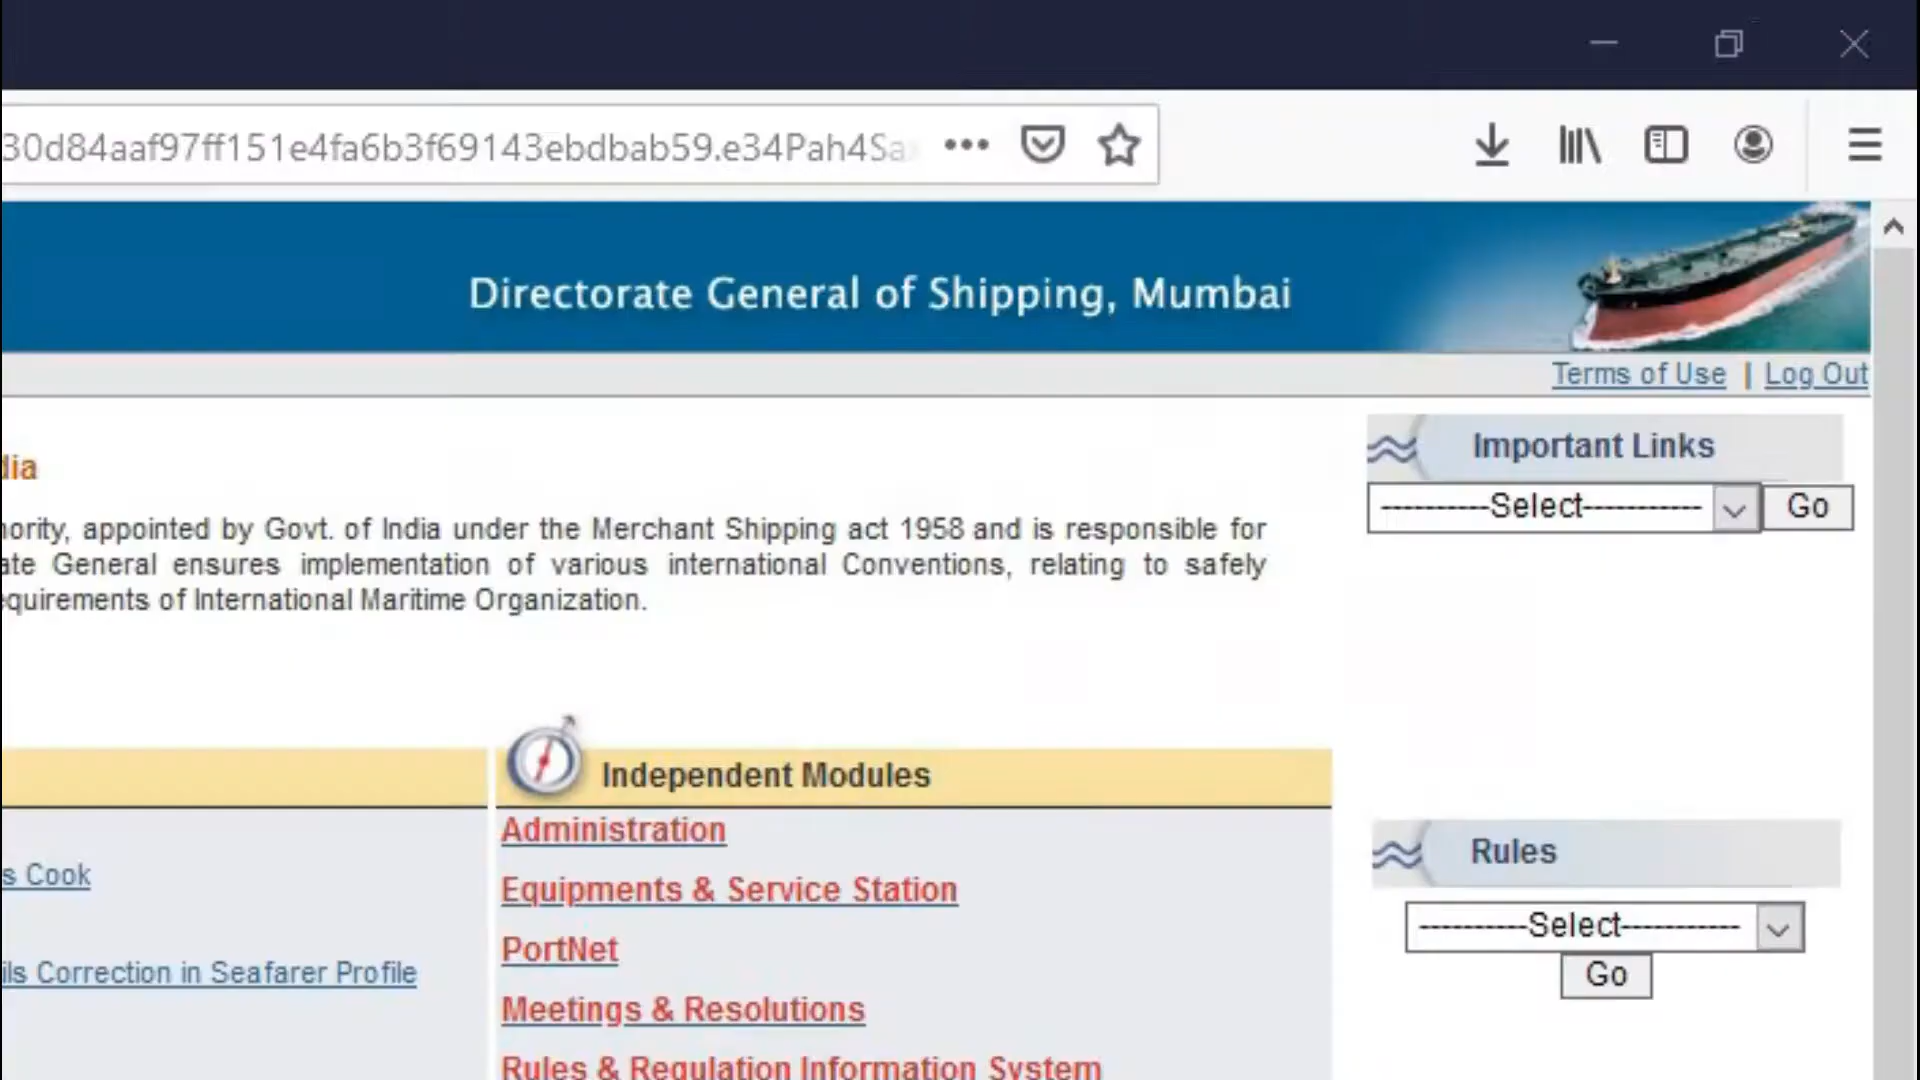 30d84aaf97ff151e4fa6b3f69143ebdbab59.e34Pah4Sa
Directorate General of Shipping, Mumbai
Terms of Use | Log Out
dia
Important Links
----------Select----------- Go
hority, appointed by Govt. of India under the Merchant Shipping act 1958 and is responsible for
ate General ensures implementation of various international Conventions, relating to safely
equirements of International Maritime Organization.
Independent Modules
Administration
s Cook
Equipments & Service Station
PortNet
ils Correction in Seafarer Profile
Meetings & Resolutions
Rules & Regulation Information System
Rules
----------Select-----------
Go